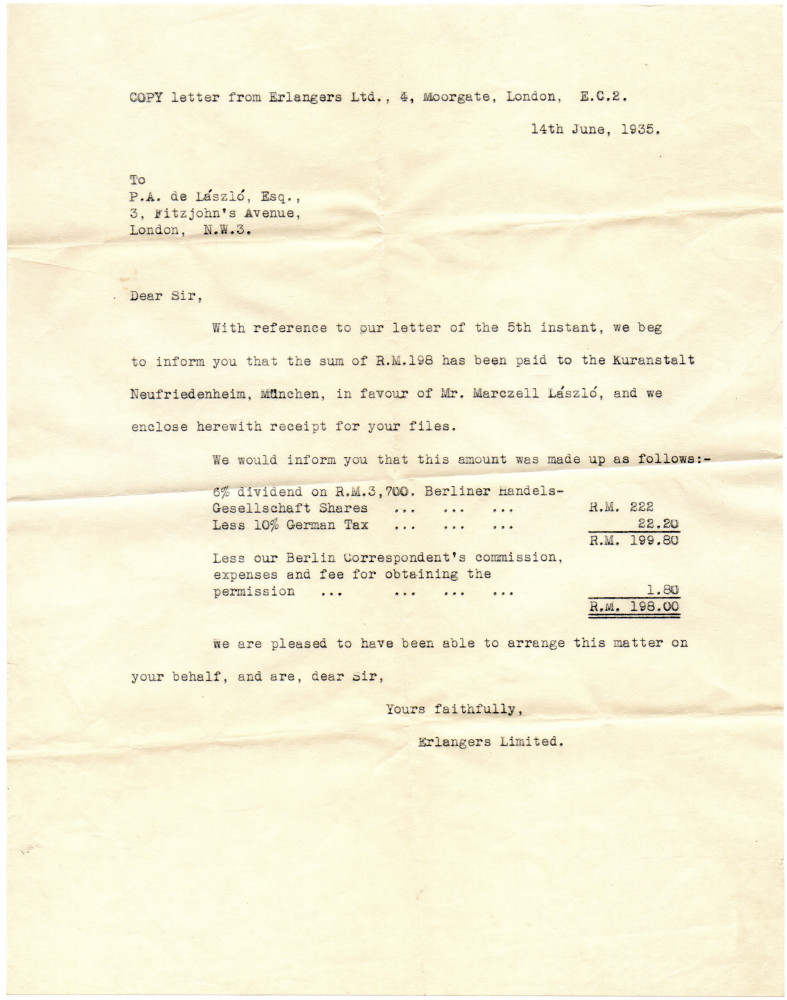 COPY letter from Erlangers Ltd., 4, Moorgate, London, E.C.2.
14th June, 1935.
To
P.A. de László, Esq.,
3, Fitzjohn's Avenue,
London, N.W.3.
Dear Sir,
With reference to our letter of the 5th instant, we beg
to inform you that the sum of R.M.198 has been paid to the Kuranstalt
Neufriedenheim, München, in favour of Mr. Marczell László, and we
enclose herewith receipt for your files.
We would inform you that this amount was made up as follows:-
6% dividend on R.M.3,700. Berliner Handels-
Gesellschaft Shares ... ... ... R.M. 222
Less 10% German Tax ... ... ... 22.20
R.M. 199.80
Less our Berlin Correspondent's commission,
expenses and fee for obtaining the
permission ... ... ... ... 1.80
R.M. 198.00
We are pleased to have been able to arrange this matter on
your behalf, and are, dear Sir,
Yours faithfully,
Erlangers Limited.